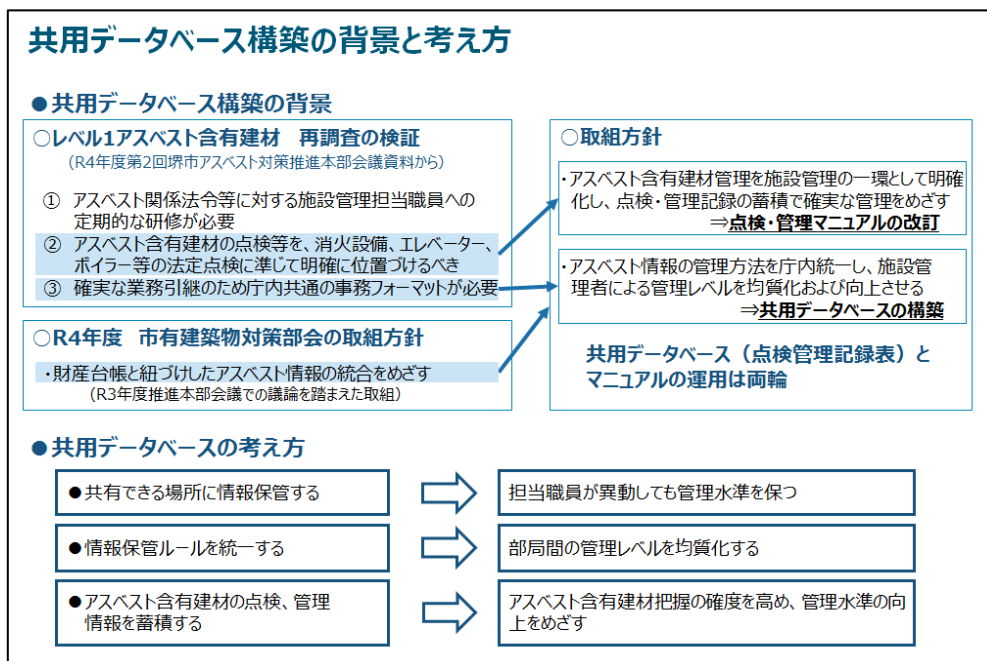 共用データベース構築の背景と考え方
●共用データベース構築の背景
○レベル1アスベスト含有建材　再調査の検証
(R4年度第2回堺市アスベスト対策推進本部会議資料から)
① アスベスト関係法令等に対する施設管理担当職員への
定期的な研修が必要
② アスベスト含有建材の点検等を、消火設備、エレベーター、
ボイラー等の法定点検に準じて明確に位置づけるべき
③ 確実な業務引継のため庁内共通の事務フォーマットが必要
○R4年度　市有建築物対策部会の取組方針
・財産台帳と紐づけしたアスベスト情報の統合をめざす
(R3年度推進本部会議での議論を踏まえた取組)
○取組方針
・アスベスト含有建材管理を施設管理の一環として明確
化し、点検・管理記録の蓄積で確実な管理をめざす
⇒点検・管理マニュアルの改訂
・アスベスト情報の管理方法を庁内統一し、施設管
理者による管理レベルを均質化および向上させる
⇒共用データベースの構築
共用データベース（点検管理記録表）と
マニュアルの運用は両輪
●共用データベースの考え方
●共有できる場所に情報保管する
担当職員が異動しても管理水準を保つ
●情報保管ルールを統一する
部局間の管理レベルを均質化する
●アスベスト含有建材の点検、管理
情報を蓄積する
アスベスト含有建材把握の確度を高め、管理水準の向
上をめざす